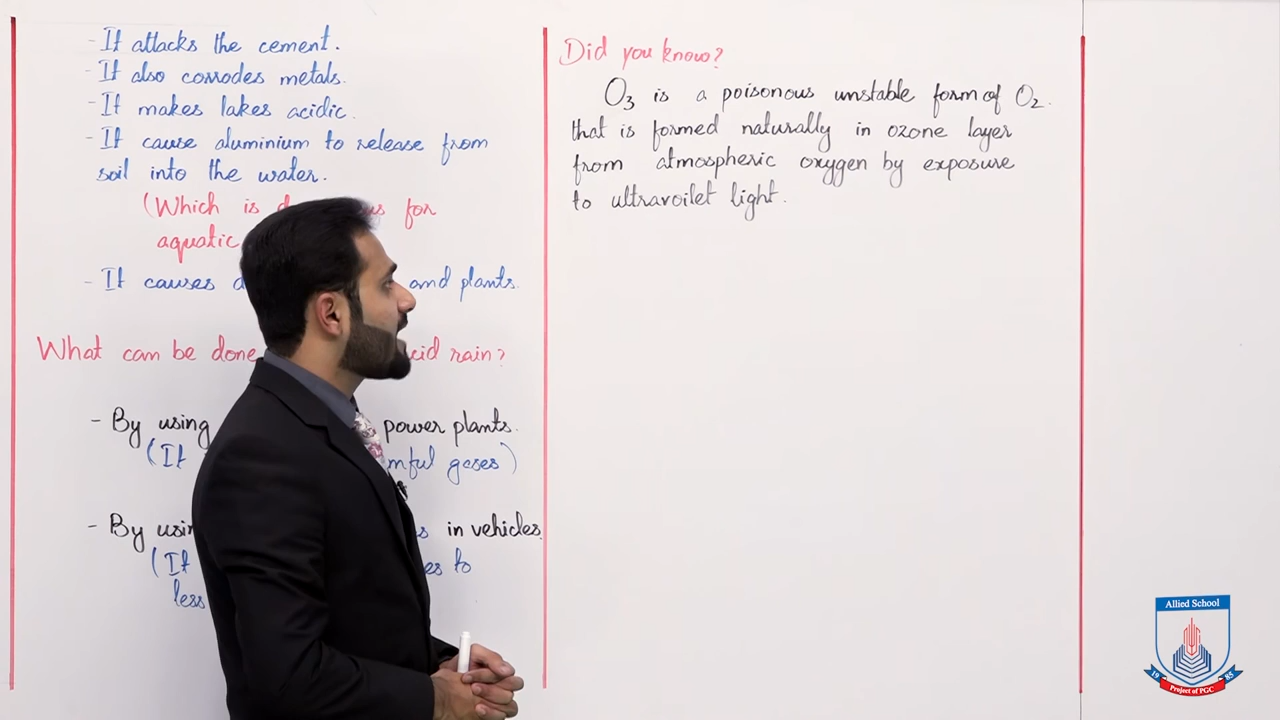 - It attacks the cement.
- It also corrodes metals.
- It makes lakes acidic.
- It cause aluminium to release from
soil into the water.
(Which is for
aquatic
- It causes and plants.
What can be done rain?
- By using power plants.
(It gases)
- By using in vehicles.
(It to
less
Did you know?
O3 is a poisonous unstable form of O2.
that is formed naturally in ozone layer
from atmospheric oxygen by exposure
to ultravoilet light.
Allied School
19 85
Project of PGC